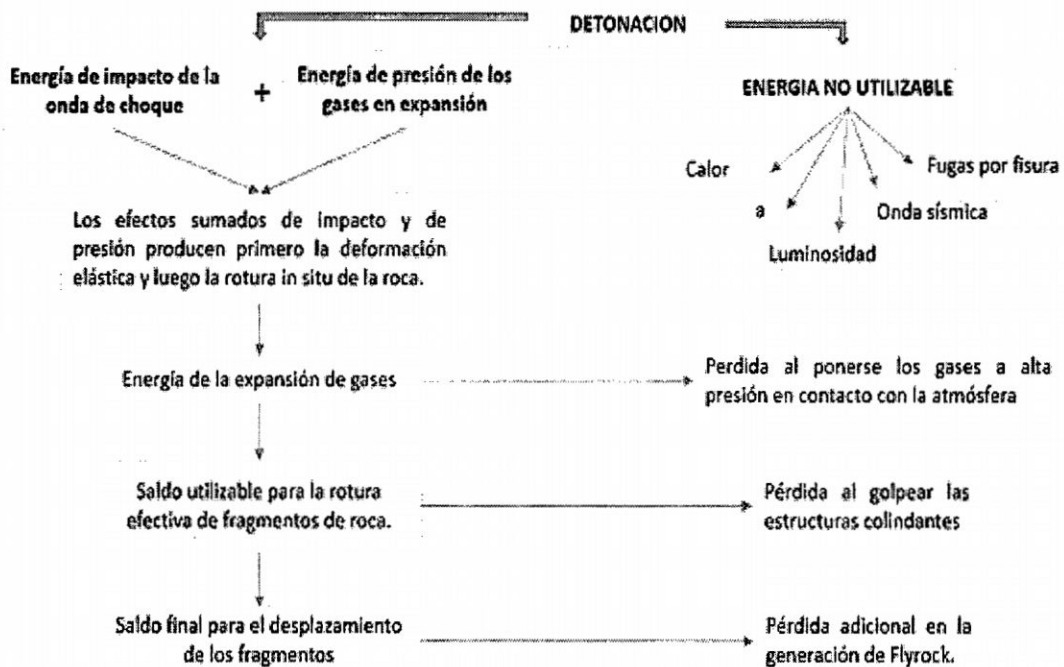 DETONACION
Energía de impacto de la
onda de choque
+
Energía de presión de los
gases en expansión
ENERGIA NO UTILIZABLE
Calor
Fugas por fisura
a
Onda sísmica
Luminosidad
Los efectos sumados de impacto y de
presión producen primero la deformación
elástica y luego la rotura in situ de la roca.
Energía de la expansión de gases
Perdida al ponerse los gases a alta
presión en contacto con la atmósfera
Saldo utilizable para la rotura
efectiva de fragmentos de roca.
Pérdida al golpear las
estructuras colindantes
Saldo final para el desplazamiento
de los fragmentos
Pérdida adicional en la
generación de Flyrock.